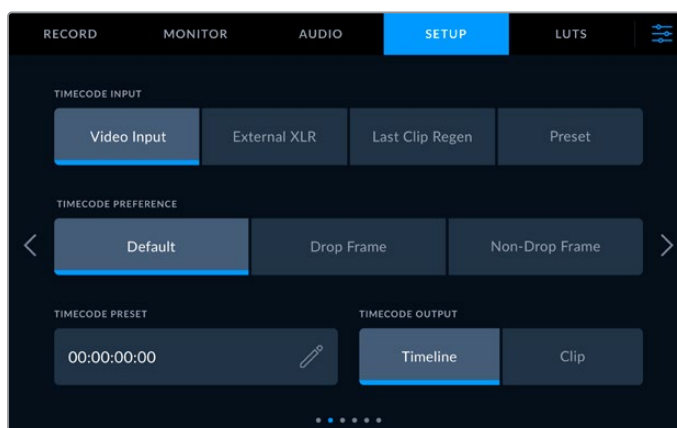 RECORD MONITOR AUDIO SETUP LUTS
TIMECODE INPUT
Video Input External XLR Last Clip Regen Preset
TIMECODE PREFERENCE
Default Drop Frame Non-Drop Frame
TIMECODE PRESET TIMECODE OUTPUT
00:00:00:00 Timeline Clip